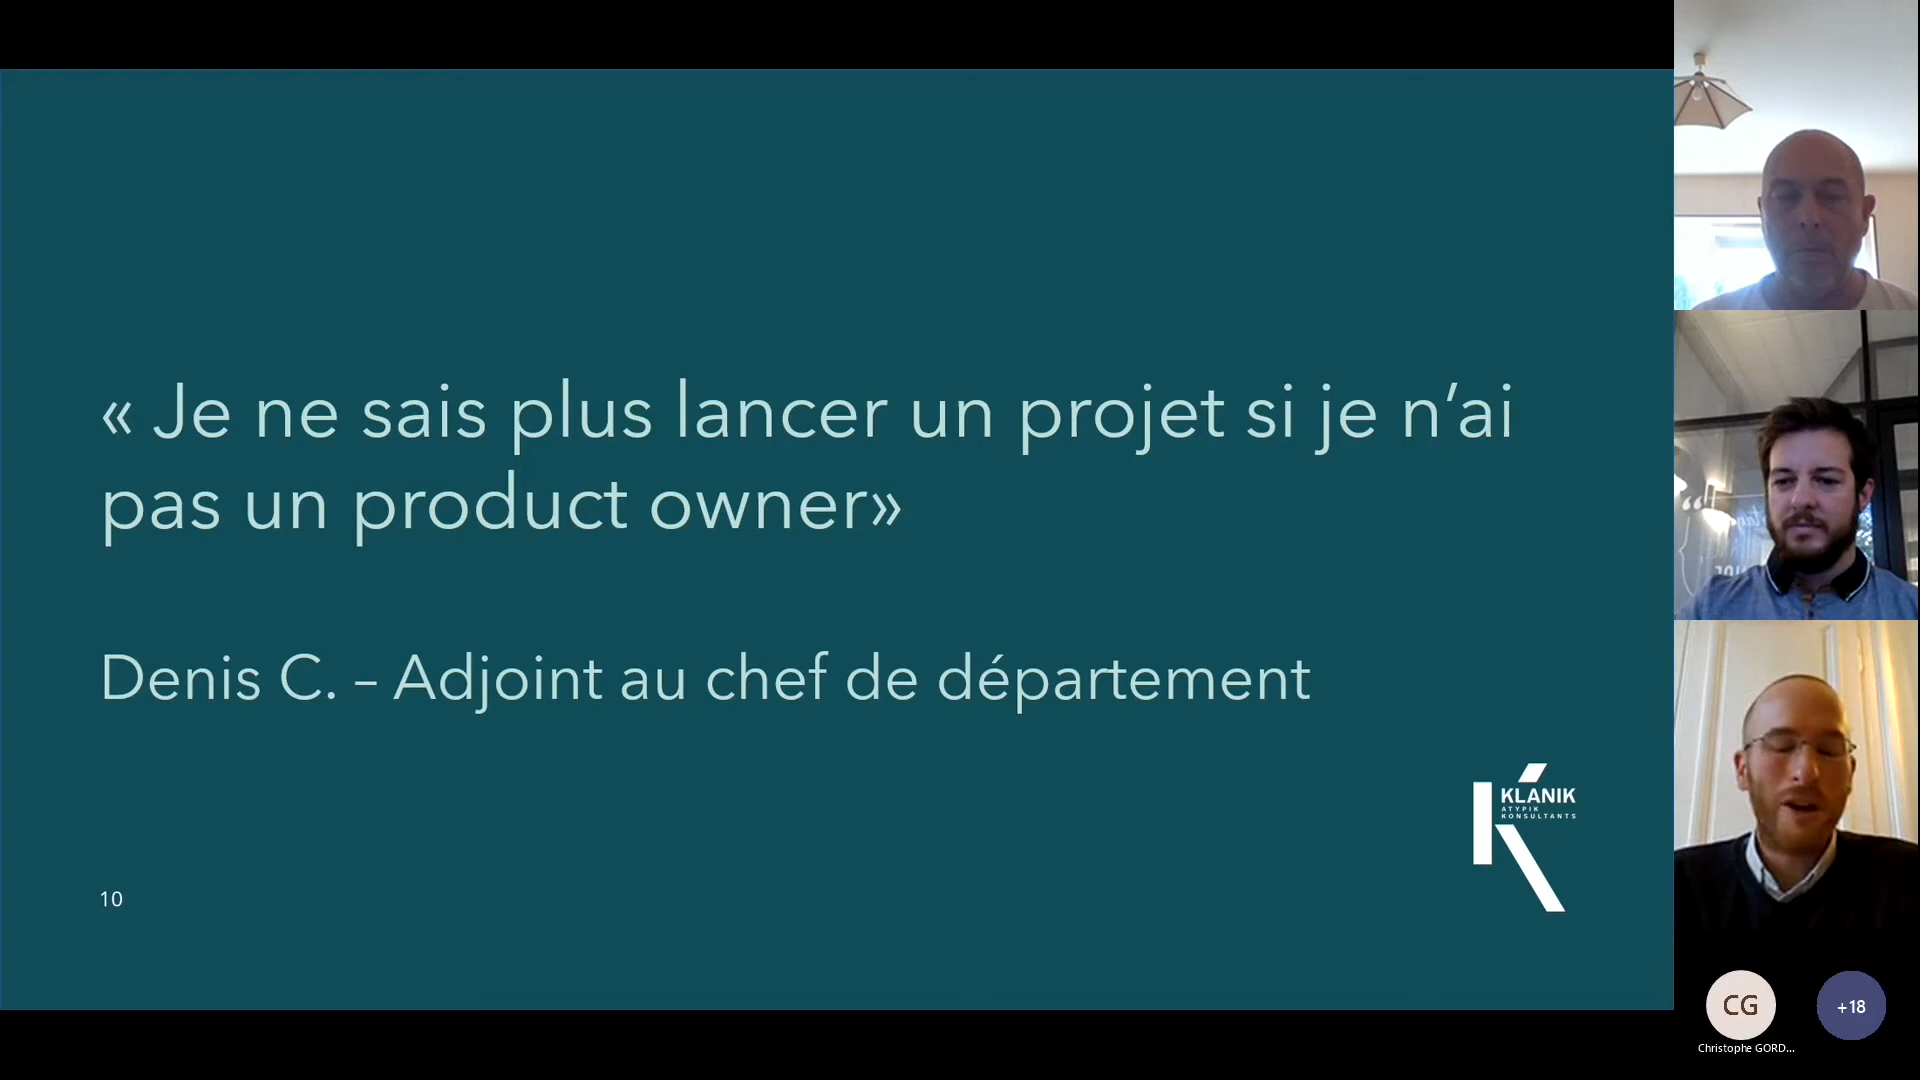 « Je ne sais plus lancer un projet si je n’ai
pas un product owner»
Denis C. – Adjoint au chef de département
KLANIK
ATYPIK
KONSULTANTS
10
CG
+18
Christophe GORD...